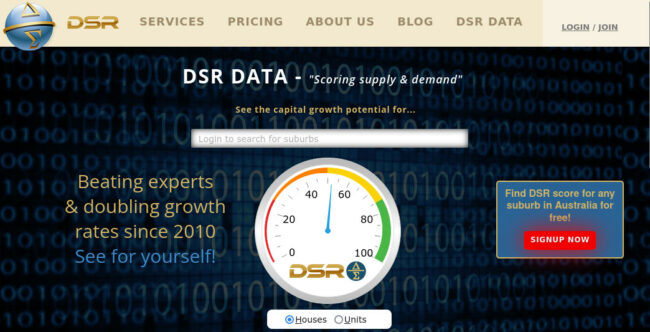 DSR SERVICES PRICING ABOUT US BLOG DSR DATA LOGIN / JOIN
DSR DATA - "Scoring supply & demand"
See the capital growth potential for...
Login to search for suburbs
Beating experts
& doubling growth
rates since 2010
See for yourself!
40 60
20 80
0 100
DSR
Find DSR score for any
suburb in Australia for
free!
SIGNUP NOW
Houses Units